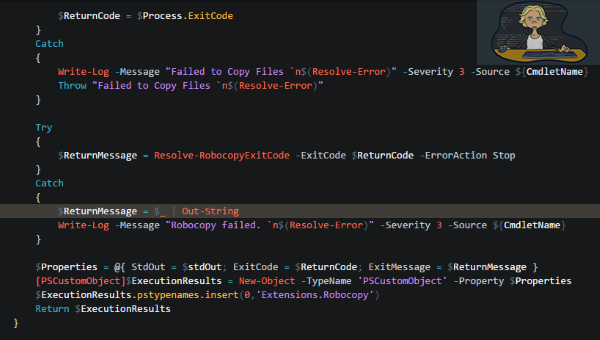 $ReturnCode = $Process.ExitCode
}
Catch
{
Write-Log -Message "Failed to Copy Files `n$(Resolve-Error)" -Severity 3 -Source ${CmdletName}
Throw "Failed to Copy Files `n$(Resolve-Error)"
}
Try
{
$ReturnMessage = Resolve-RobocopyExitCode -ExitCode $ReturnCode -ErrorAction Stop
}
Catch
{
$ReturnMessage = $_ | Out-String
Write-Log -Message "Robocopy failed. `n$(Resolve-Error)" -Severity 3 -Source ${CmdletName}
}
$Properties = @{ StdOut = $stdOut; ExitCode = $ReturnCode; ExitMessage = $ReturnMessage }
[PSCustomObject]$ExecutionResults = New-Object -TypeName 'PSCustomObject' -Property $Properties
$ExecutionResults.pstypenames.insert(0,'Extensions.Robocopy')
Return $ExecutionResults
}